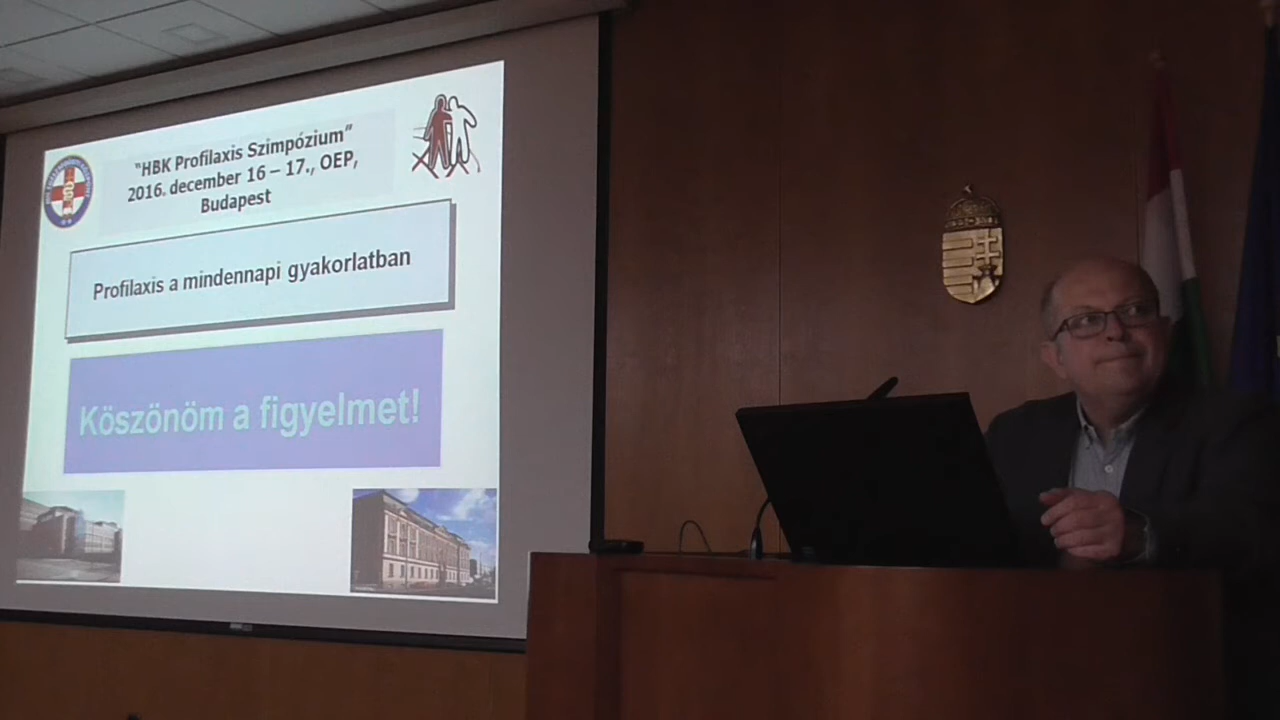 "HBK Profilaxis Szimpózium"
2016. december 16 – 17., OEP,
Budapest
Profilaxis a mindennapi gyakorlatban
Köszönöm a figyelmet!